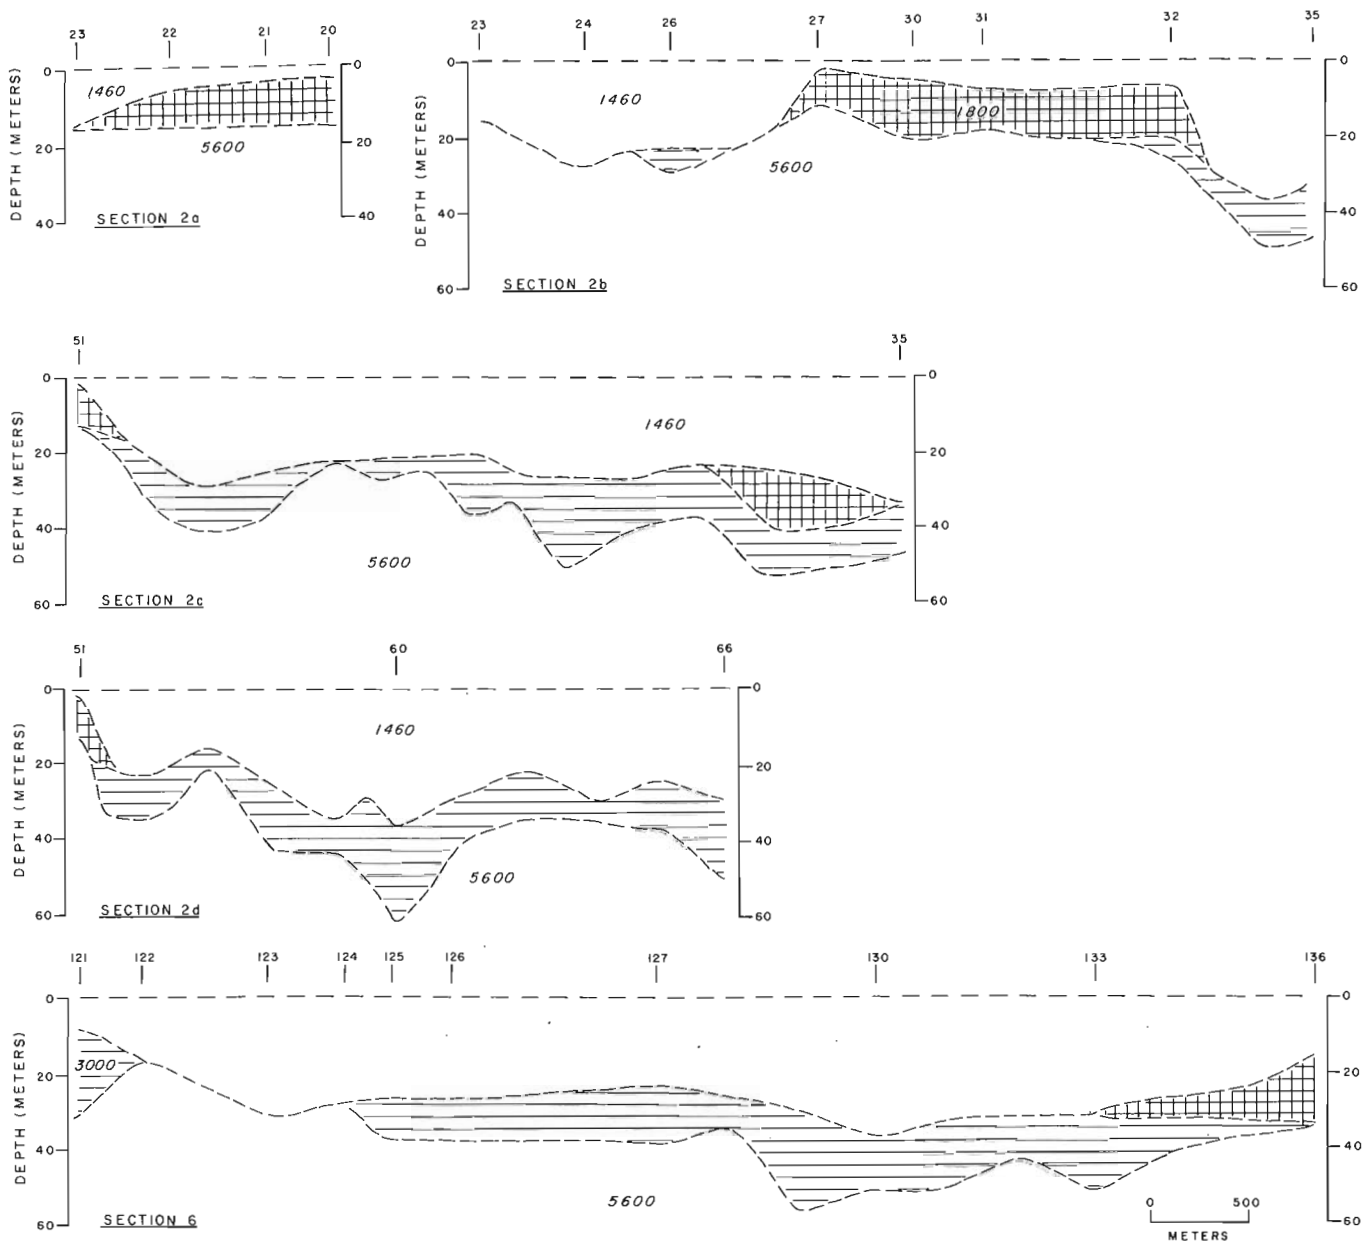 23 22 21 20
DEPTH (METERS)
0 20 40
1460
5600
0 20 40
SECTION 2a
23 24 26 27 30 31 32 35
DEPTH (METERS)
0 20 40 60
1460
1800
5600
0 20 40 60
SECTION 2b
51 35
DEPTH (METERS)
0 20 40 60
1460
5600
0 20 40 60
SECTION 2c
51 60 66
DEPTH (METERS)
0 20 40 60
1460
5600
0 20 40 60
SECTION 2d
121 122 123 124 125 126 127 130 133 136
DEPTH (METERS)
0 20 40 60
3000
5600
0 20 40 60
SECTION 6
0 500
METERS